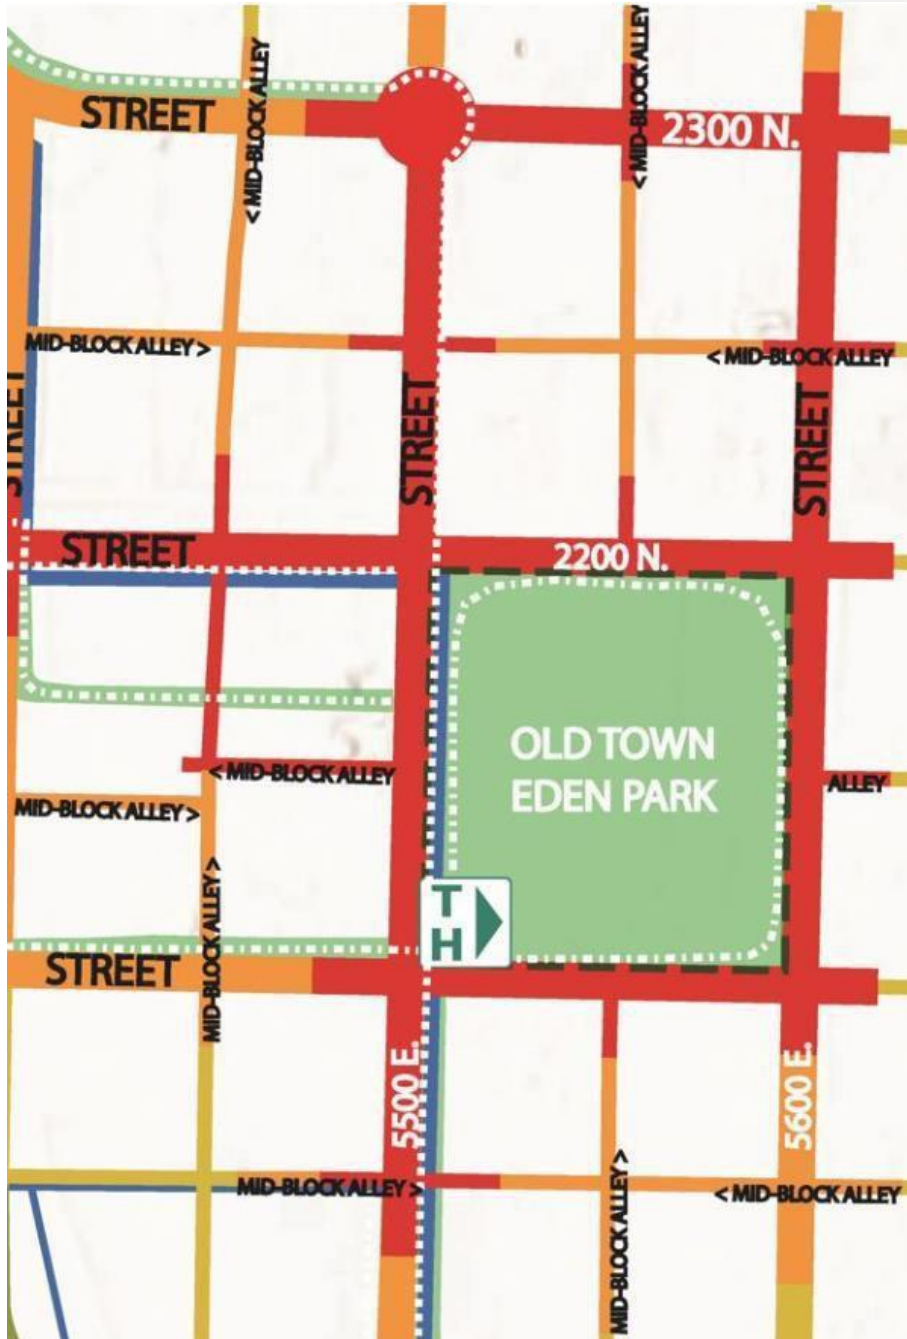 < MID-BLOCK ALLEY
< MID-BLOCK ALLEY
STREET
2300 N.
MID-BLOCK ALLEY >
< MID-BLOCK ALLEY
STREET
STREET
STREET
STREET
2200 N.
OLD TOWN
EDEN PARK
< MID-BLOCK ALLEY
ALLEY
MID-BLOCK ALLEY >
MID-BLOCK ALLEY >
T
H
STREET
5500 E.
5600 E.
MID-BLOCK ALLEY >
< MID-BLOCK ALLEY
MID-BLOCK ALLEY >